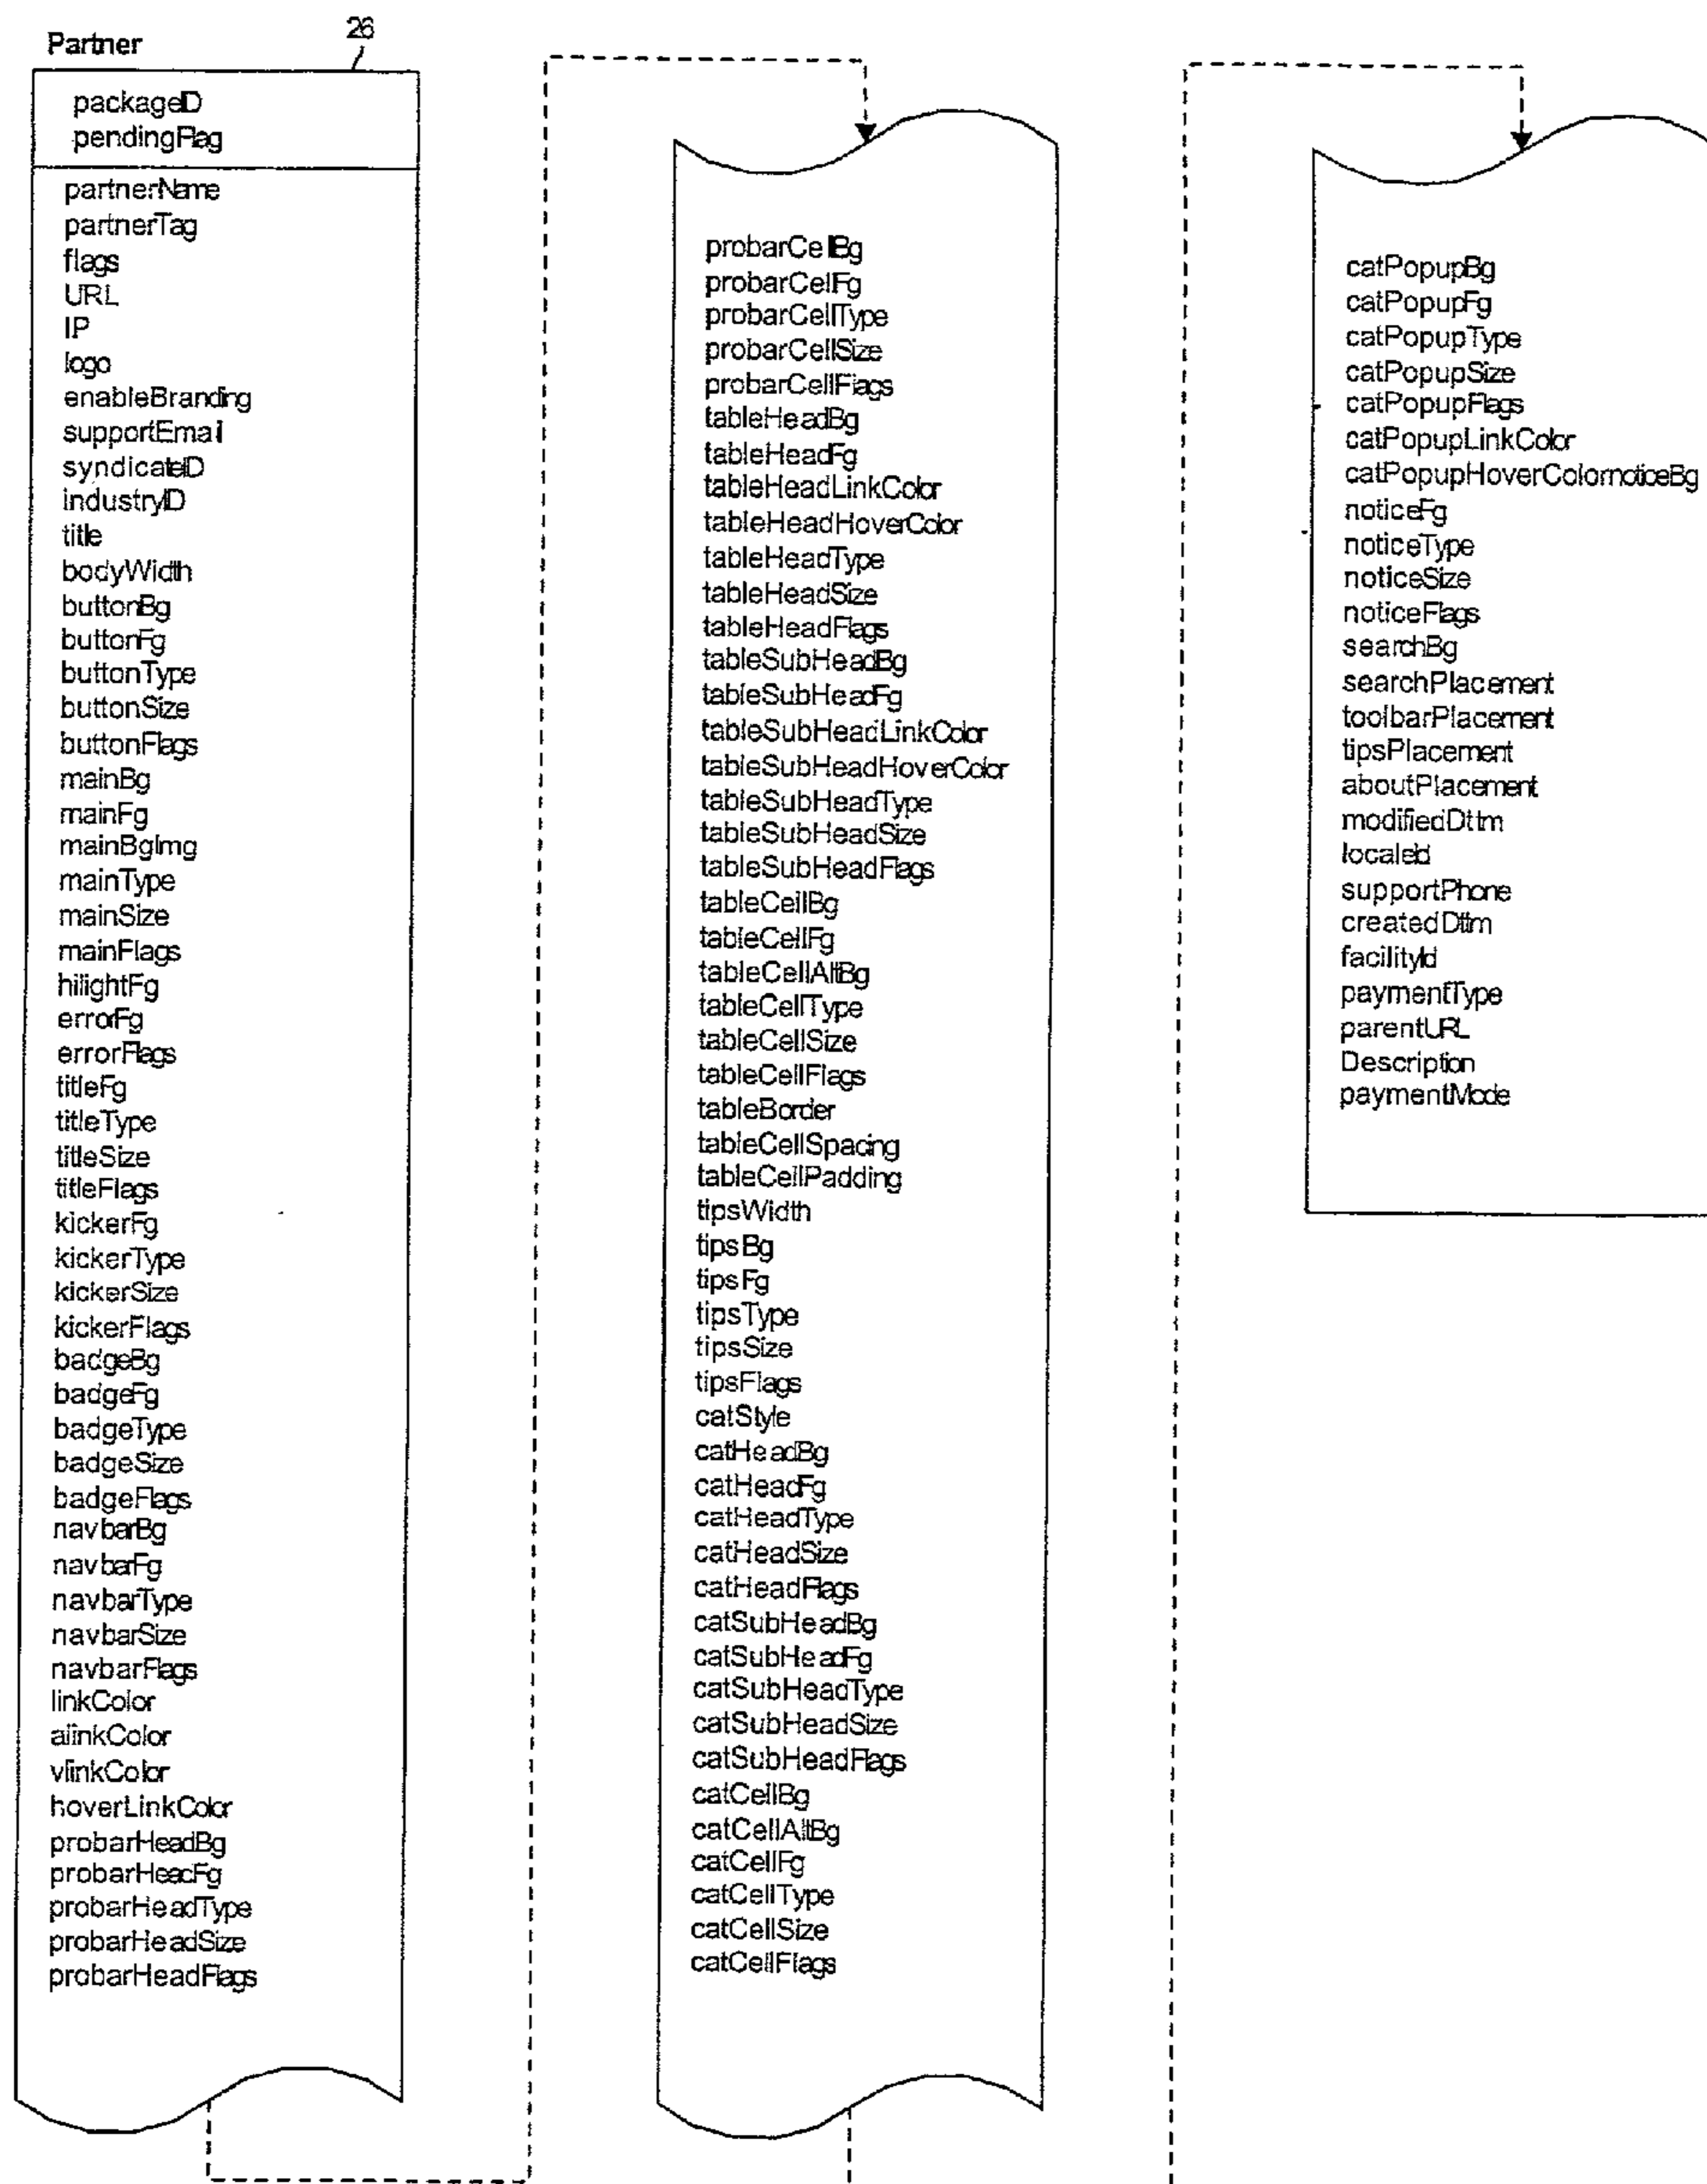 Partner
26
packageID
pendingFlag
partnerName
partnerTag
flags
URL
IP
logo
enableBranding
supportEmail
syndicateID
industryID
title
bodyWidth
buttonBg
buttonFg
buttonType
buttonSize
buttonFlags
mainBg
mainFg
mainBgImg
mainType
mainSize
mainFlags
hilightFg
errorFg
errorFlags
titleFg
titleType
titleSize
titleFlags
kickerFg
kickerType
kickerSize
kickerFlags
badgeBg
badgeFg
badgeType
badgeSize
badgeFlags
navbarBg
navbarFg
navbarType
navbarSize
navbarFlags
linkColor
alinkColor
vlinkColor
hoverLinkColor
probarHeadBg
probarHeadFg
probarHeadType
probarHeadSize
probarHeadFlags
probarCellBg
probarCellFg
probarCellType
probarCellSize
probarCellFlags
tableHeadBg
tableHeadFg
tableHeadLinkColor
tableHeadHoverColor
tableHeadType
tableHeadSize
tableHeadFlags
tableSubHeadBg
tableSubHeadFg
tableSubHeadLinkColor
tableSubHeadHoverColor
tableSubHeadType
tableSubHeadSize
tableSubHeadFlags
tableCellBg
tableCellFg
tableCellAltBg
tableCellType
tableCellSize
tableCellFlags
tableBorder
tableCellSpacing
tableCellPadding
tipsWidth
tipsBg
tipsFg
tipsType
tipsSize
tipsFlags
catStyle
catHeadBg
catHeadFg
catHeadType
catHeadSize
catHeadFlags
catSubHeadBg
catSubHeadFg
catSubHeadType
catSubHeadSize
catSubHeadFlags
catCellBg
catCellAltBg
catCellFg
catCellType
catCellSize
catCellFlags
catPopupBg
catPopupFg
catPopupType
catPopupSize
catPopupFlags
catPopupLinkColor
catPopupHoverColornoticeBg
noticeFg
noticeType
noticeSize
noticeFlags
searchBg
searchPlacement
toolbarPlacement
tipsPlacement
aboutPlacement
modifiedDttm
localeId
supportPhone
createdDttm
facilityId
paymentType
parentURL
Description
paymentMode